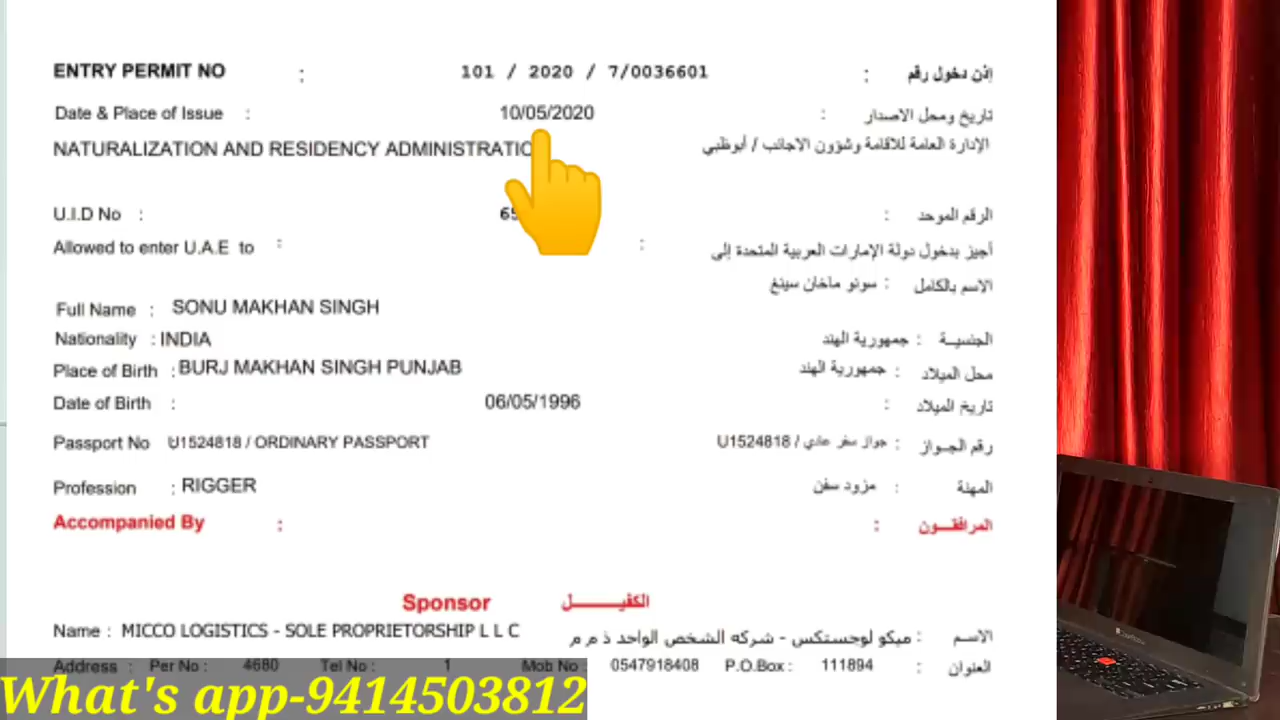 ENTRY PERMIT NO : 101 / 2020 / 7/0036601 : إذن دخول رقم
Date & Place of Issue : 10/05/2020 : تاريخ ومحل الاصدار
NATURALIZATION AND RESIDENCY ADMINISTRATIO الإدارة العامة للاقامة وشؤون الاجانب / أبوظبي
U.I.D No : 65 : الرقم الموحد
Allowed to enter U.A.E to : : أجيز بدخول دولة الإمارات العربية المتحدة إلى
الاسم بالكامل : سونو ماخان سينغ
Full Name : SONU MAKHAN SINGH
Nationality : INDIA الجنسيـة : جمهورية الهند
Place of Birth : BURJ MAKHAN SINGH PUNJAB محل الميلاد : جمهورية الهند
Date of Birth : 06/05/1996 : تاريخ الميلاد
Passport No U1524818 / ORDINARY PASSPORT رقم الجـواز : جواز سفر عادي / U1524818
Profession : RIGGER المهنة : مزود سفن
Accompanied By : : المرافقــون
Sponsor الكفيــــــل
Name : MICCO LOGISTICS - SOLE PROPRIETORSHIP L L C الاسـم : ميكو لوجستكس - شركه الشخص الواحد ذ م م
Address : Per No : 4680 Tel No : 1 Mob No : 0547918408 P.O.Box : 111894 : العنوان
What's app-9414503812